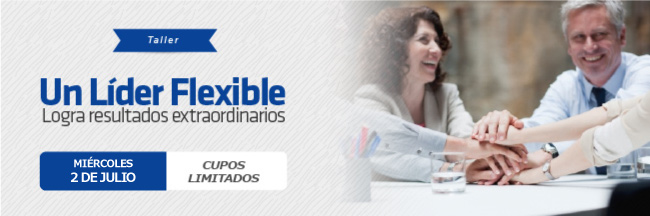 Taller
Un Líder Flexible
Logra resultados extraordinarios
MIÉRCOLES
2 DE JULIO
CUPOS
LIMITADOS